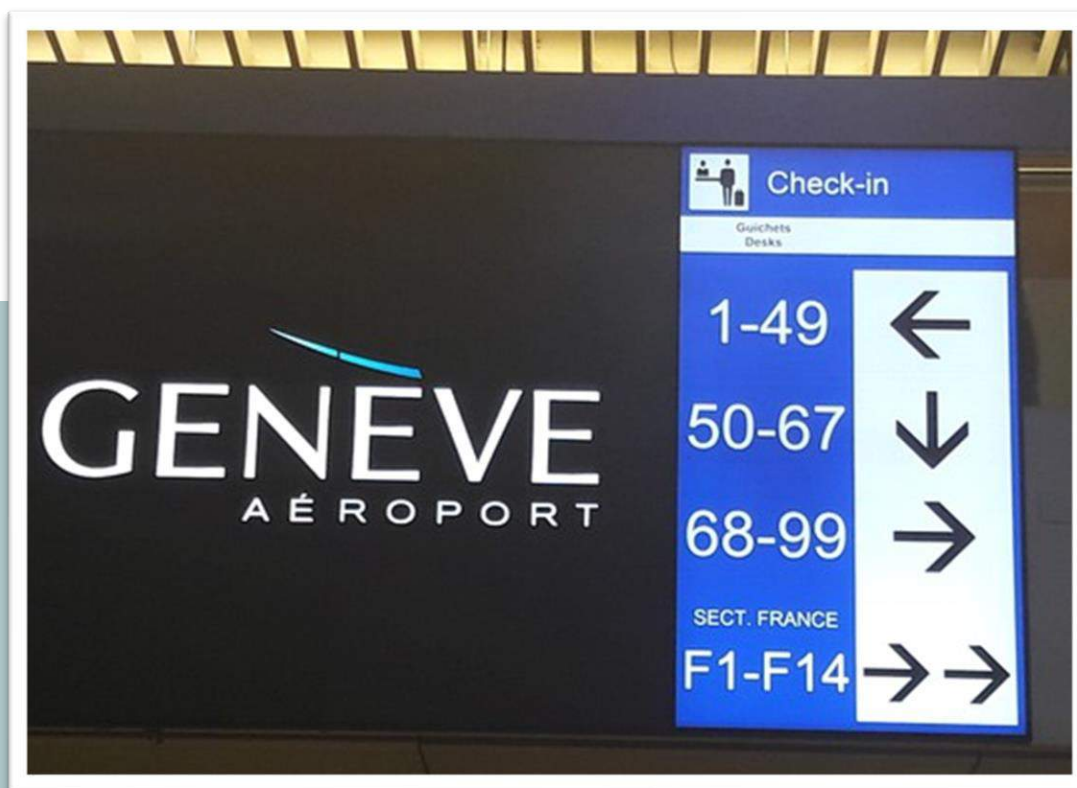 GENÈVE
AÉROPORT
Check-in
Guichets
Desks
1-49
50-67
68-99
SECT. FRANCE
F1-F14